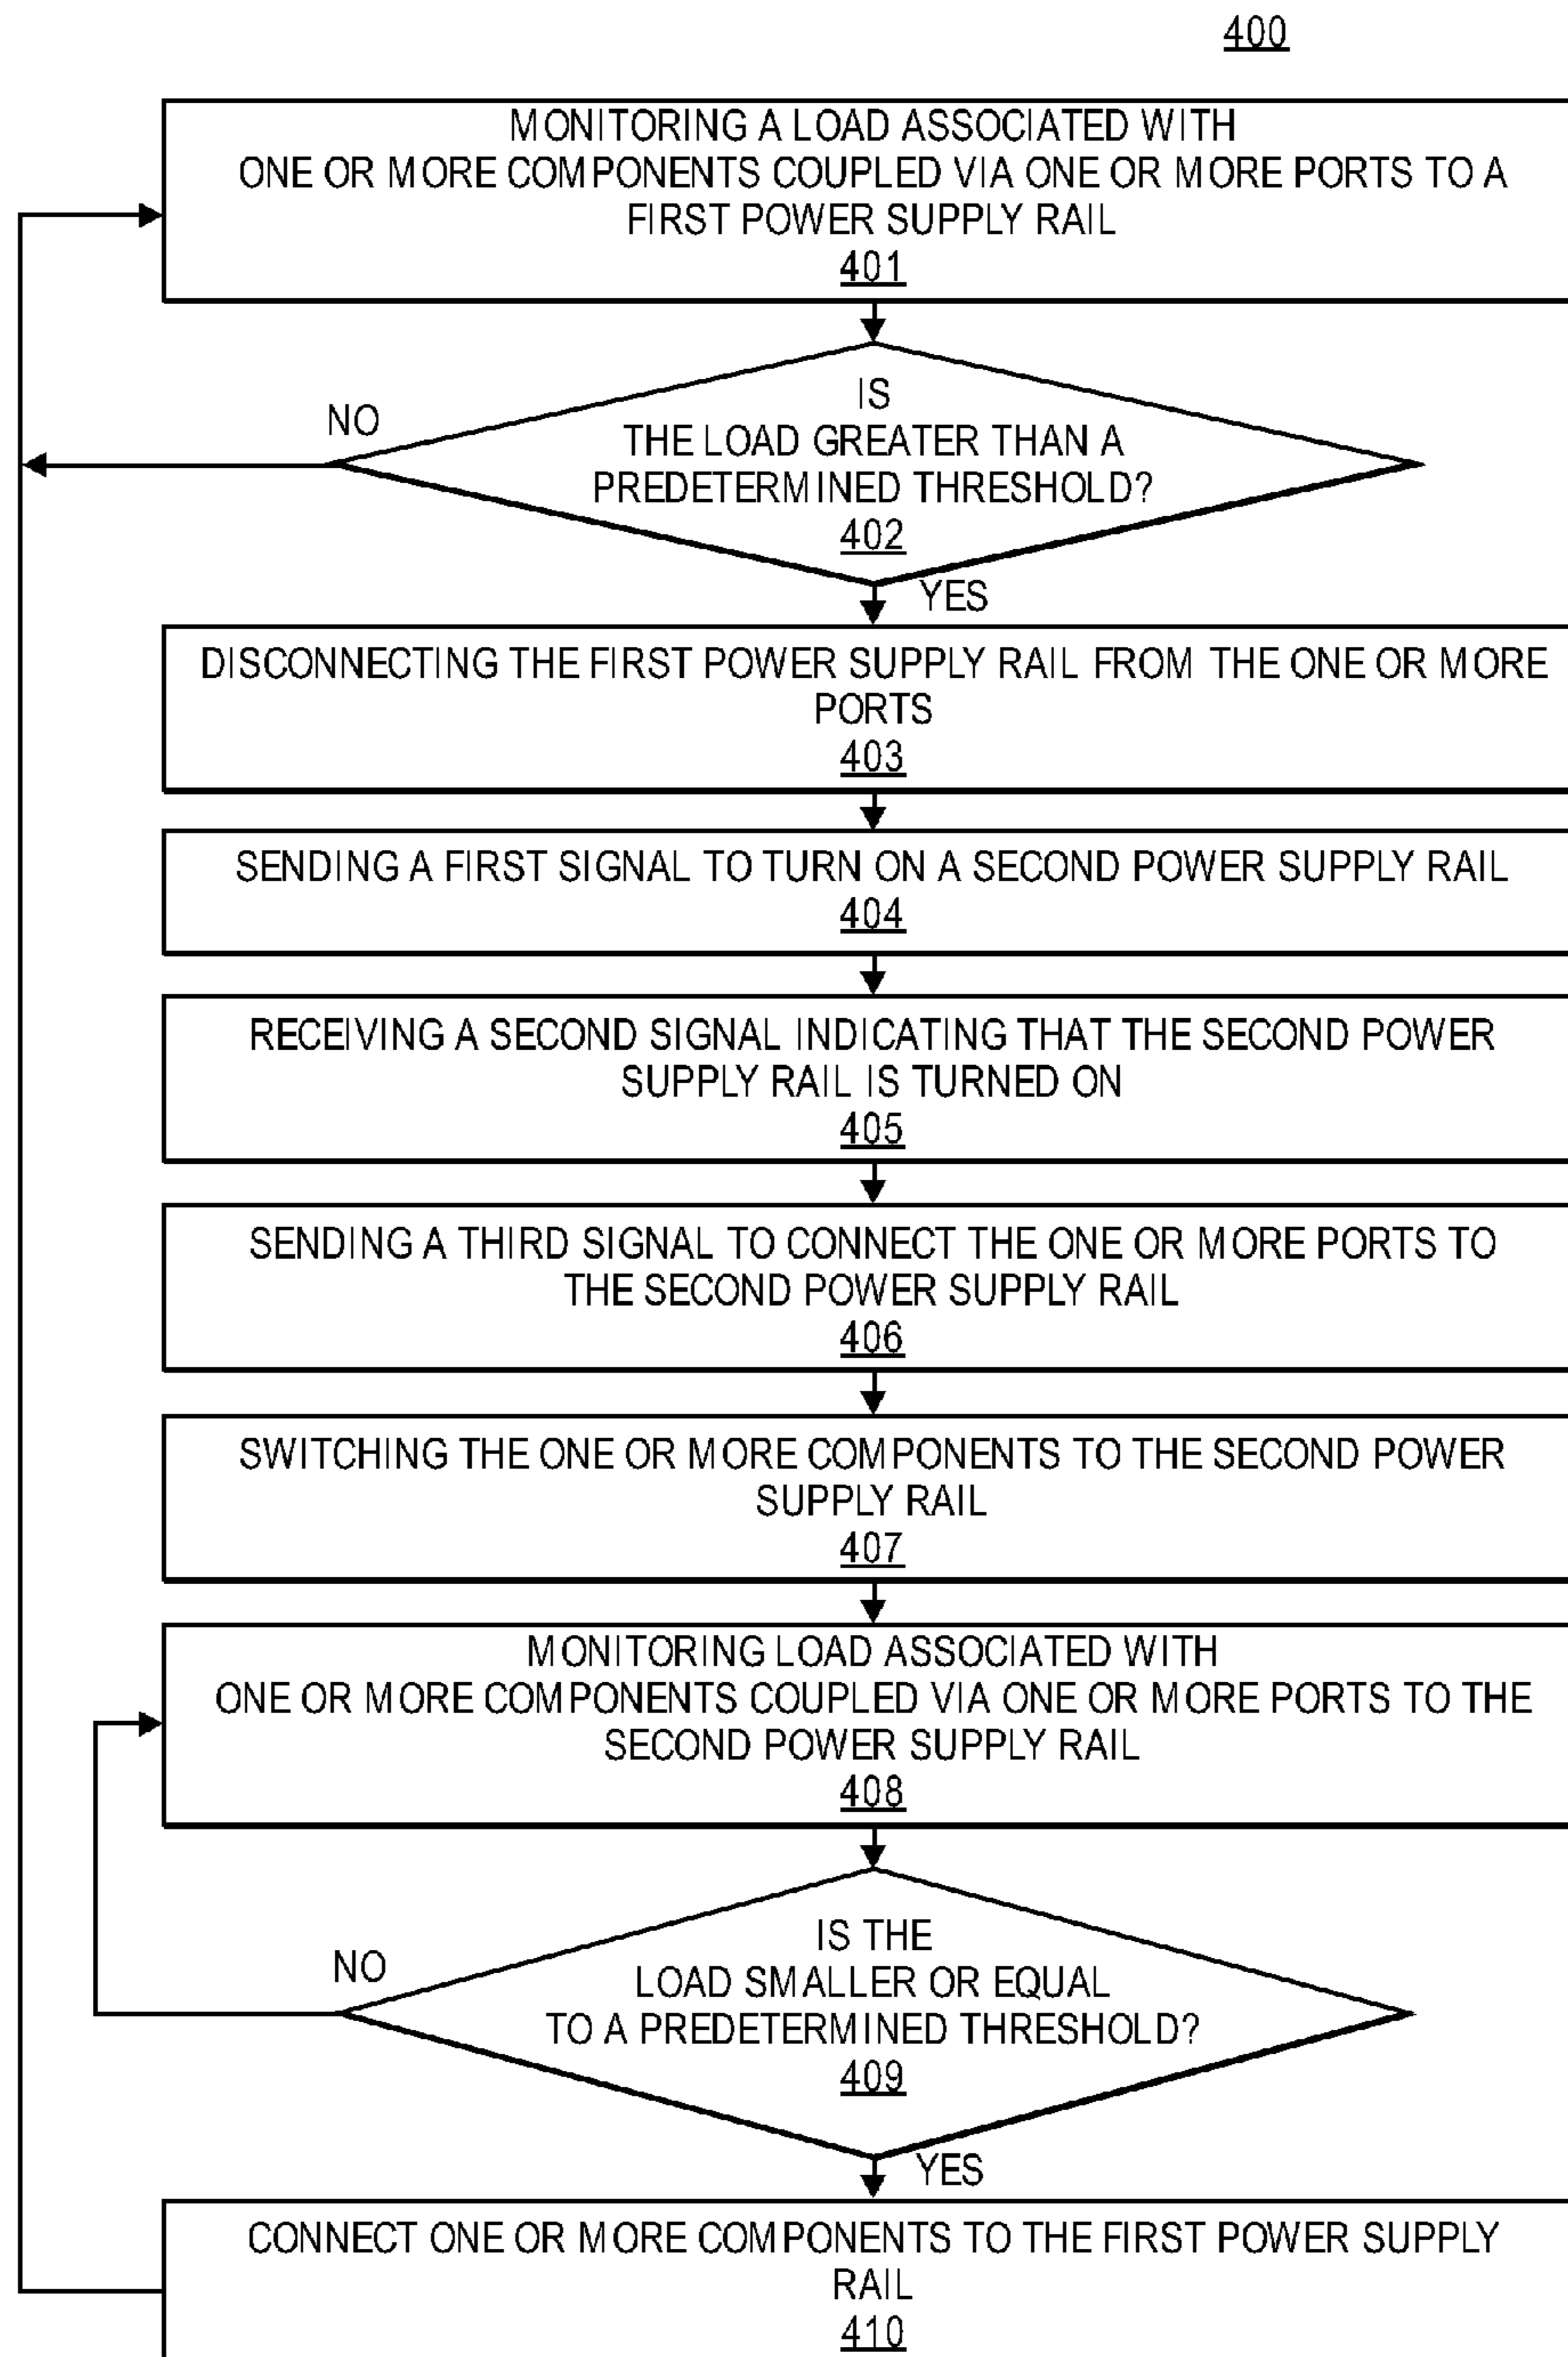 400
MONITORING A LOAD ASSOCIATED WITH
ONE OR MORE COMPONENTS COUPLED VIA ONE OR MORE PORTS TO A
FIRST POWER SUPPLY RAIL
401
NO
IS
THE LOAD GREATER THAN A
PREDETERMINED THRESHOLD?
402
YES
DISCONNECTING THE FIRST POWER SUPPLY RAIL FROM THE ONE OR MORE
PORTS
403
SENDING A FIRST SIGNAL TO TURN ON A SECOND POWER SUPPLY RAIL
404
RECEIVING A SECOND SIGNAL INDICATING THAT THE SECOND POWER
SUPPLY RAIL IS TURNED ON
405
SENDING A THIRD SIGNAL TO CONNECT THE ONE OR MORE PORTS TO
THE SECOND POWER SUPPLY RAIL
406
SWITCHING THE ONE OR MORE COMPONENTS TO THE SECOND POWER
SUPPLY RAIL
407
MONITORING LOAD ASSOCIATED WITH
ONE OR MORE COMPONENTS COUPLED VIA ONE OR MORE PORTS TO THE
SECOND POWER SUPPLY RAIL
408
NO
IS THE
LOAD SMALLER OR EQUAL
TO A PREDETERMINED THRESHOLD?
409
YES
CONNECT ONE OR MORE COMPONENTS TO THE FIRST POWER SUPPLY
RAIL
410